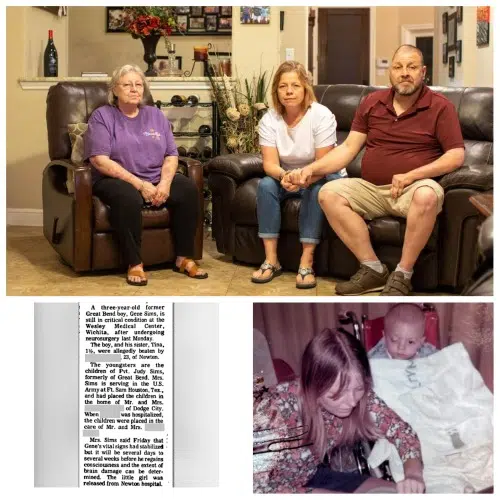 A three-year-old former
Great Bend boy, Gene Sims, is
still in critical condition at the
Wesley Medical Center,
Wichita, after undergoing
neurosurgery last Monday.
The boy, and his sister, Tina,
1½, were allegedly beaten by
23, of Newton.
The youngsters are the
children of Pvt. Judy Sims,
formerly of Great Bend. Mrs.
Sims is serving in the U.S.
Army at Ft. Sam Houston, Tex.,
and had placed the children in
the home of Mr. and Mrs.
of Dodge City.
When was hospitalized,
the children were placed in the
care of Mr. and Mrs.
Mrs. Sims said Friday that
Gene's vital signs had stabilized
but it will be several days to
several weeks before he regains
consciousness and the extent of
brain damage can be deter-
mined. The little girl was
released from Newton hospital.